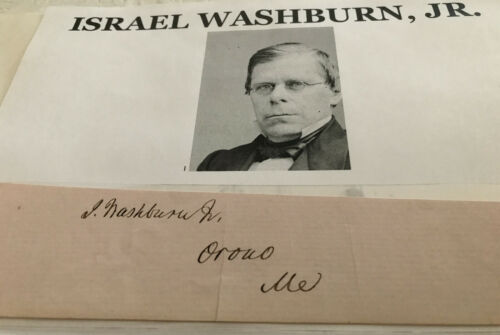 ISRAEL WASHBURN, JR.
I. Washburn Jr.
Orono
Me